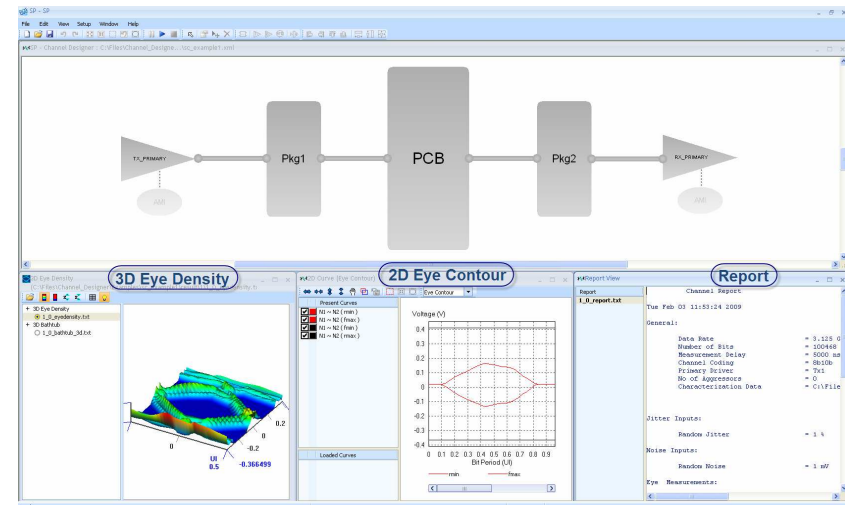 SP - SP
File Edit View Setup Window Help
TX_PRIMARY
Pkg1
PCB
Pkg2
RX_PRIMARY
AMI
AMI
3D Eye Density
3D Eye Density
+ 3D Eye Density
1_0_eyedensity.txt
+ 3D Bathtub
1_0_bathtub_3d.txt
0
UI
0.5
-0.366499
-0.2
0
0.2
2D Curve (Eye Contour)
2D Eye Contour
Eye Contour
Present Curves
N1 ~ N2 ( min )
N1 ~ N2 ( fmax )
N1 ~ N2 ( min )
N1 ~ N2 ( fmax )
Loaded Curves
Voltage (V)
0.4
0.3
0.2
0.1
0
-0.1
-0.2
-0.3
-0.4
0 0.1 0.2 0.3 0.4 0.5 0.6 0.7 0.8 0.9
Bit Period (UI)
min fmax
Report View
Report
Report
1_0_report.txt
Channel Report
Tue Feb 03 11:53:24 2009
General:
Data Rate = 3.125 G
Number of Bits = 100468
Measurement Delay = 5000 ns
Channel Coding = 8b10b
Primary Driver = Tx1
No of Aggressors = 0
Characterization Data = C:\File
Jitter Inputs:
Random Jitter = 1 %
Noise Inputs:
Random Noise = 1 mV
Eye Measurements: